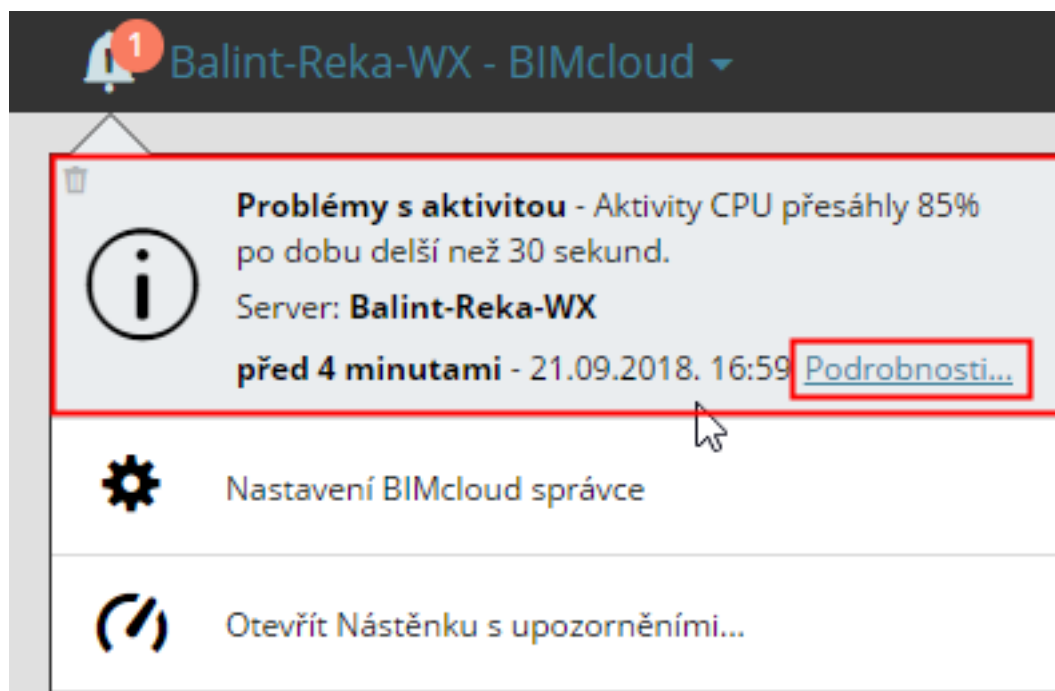 1
Balint-Reka-WX - BIMcloud
Problémy s aktivitou - Aktivity CPU přesáhly 85%
po dobu delší než 30 sekund.
Server: Balint-Reka-WX
před 4 minutami - 21.09.2018. 16:59 Podrobnosti...
Nastavení BIMcloud správce
Otevřít Nástěnku s upozorněními...